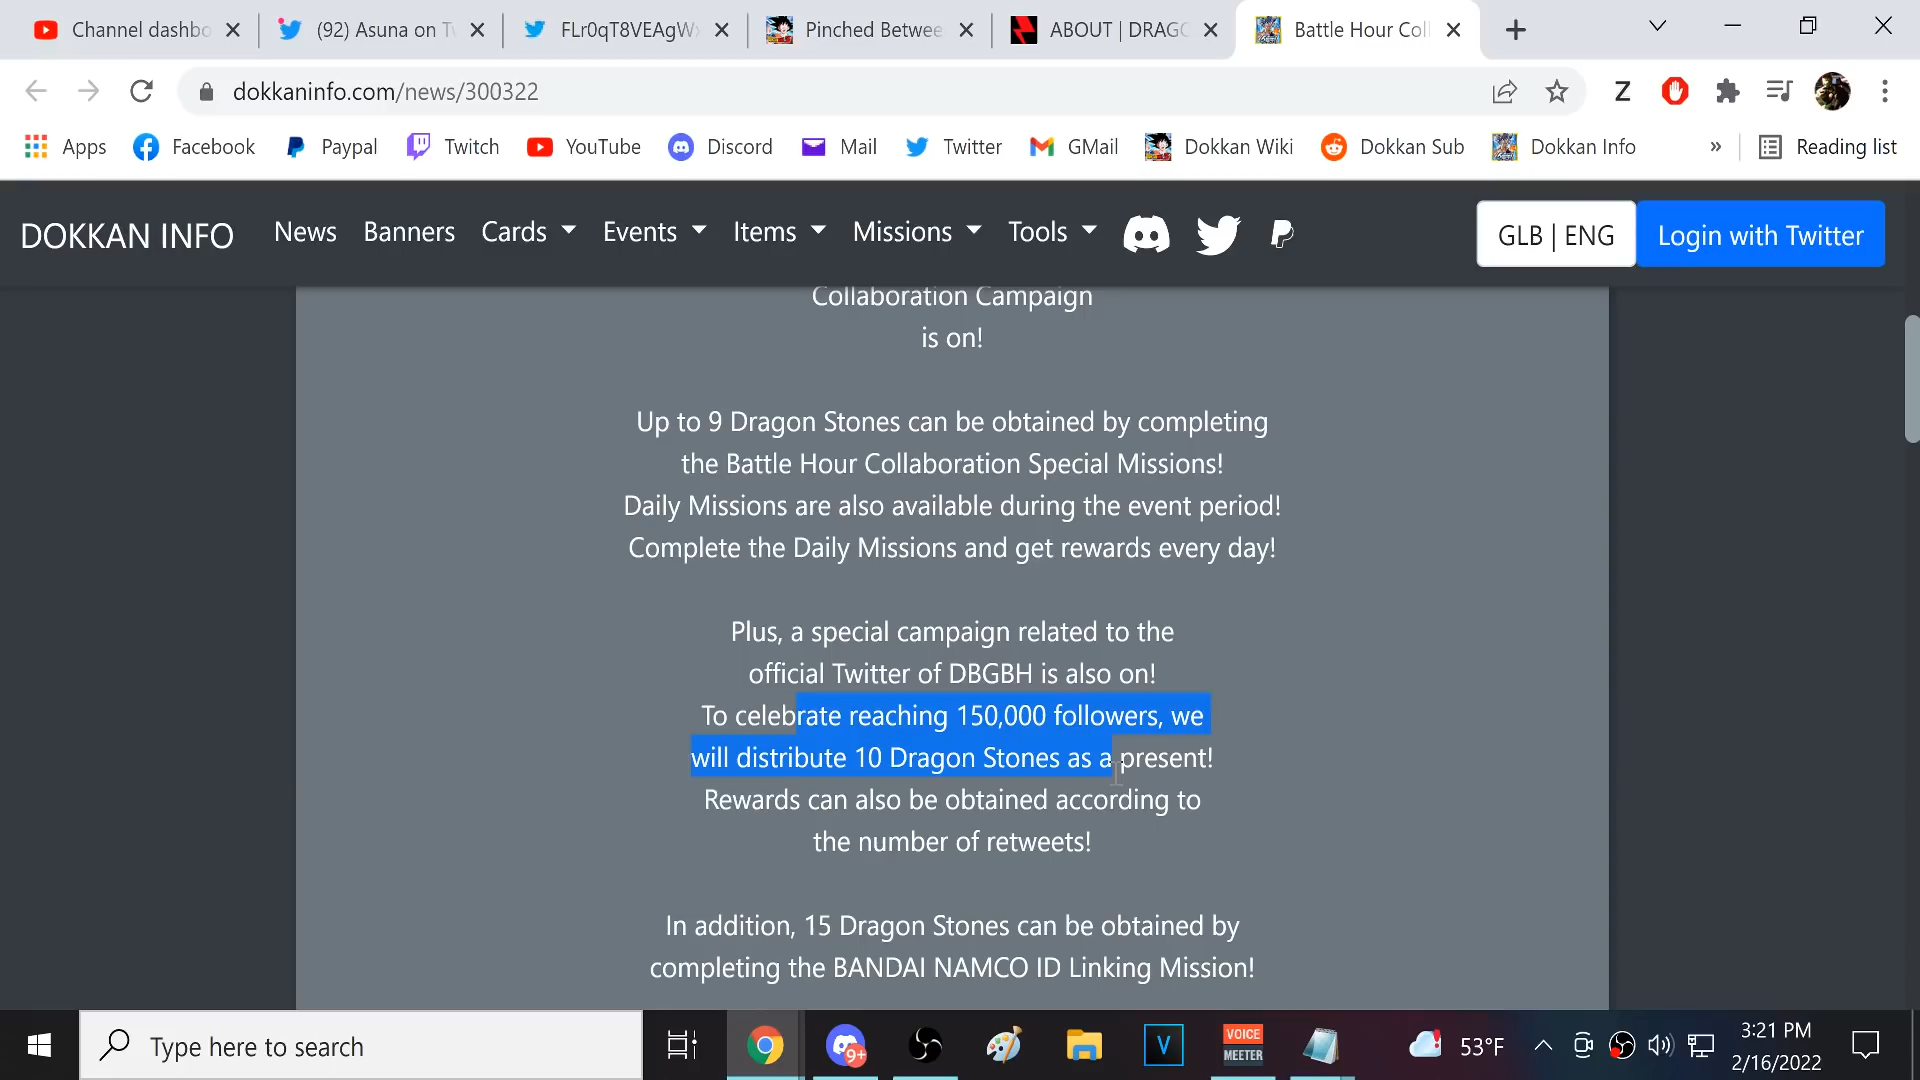 Channel dashbo
(92) Asuna on Tw
FLr0qT8VEAgWx
Pinched Betwee
ABOUT | DRAGO
Battle Hour Coll
dokkaninfo.com/news/300322
Apps
Facebook
Paypal
Twitch
YouTube
Discord
Mail
Twitter
GMail
Dokkan Wiki
Dokkan Sub
Dokkan Info
»
Reading list
DOKKAN INFO
News
Banners
Cards
Events
Items
Missions
Tools
GLB | ENG
Login with Twitter
Collaboration Campaign
is on!
Up to 9 Dragon Stones can be obtained by completing
the Battle Hour Collaboration Special Missions!
Daily Missions are also available during the event period!
Complete the Daily Missions and get rewards every day!
Plus, a special campaign related to the
official Twitter of DBGBH is also on!
To celebrate reaching 150,000 followers, we
will distribute 10 Dragon Stones as a present!
Rewards can also be obtained according to
the number of retweets!
In addition, 15 Dragon Stones can be obtained by
completing the BANDAI NAMCO ID Linking Mission!
Type here to search
9+
V
VOICE
MEETER
53°F
3:21 PM
2/16/2022